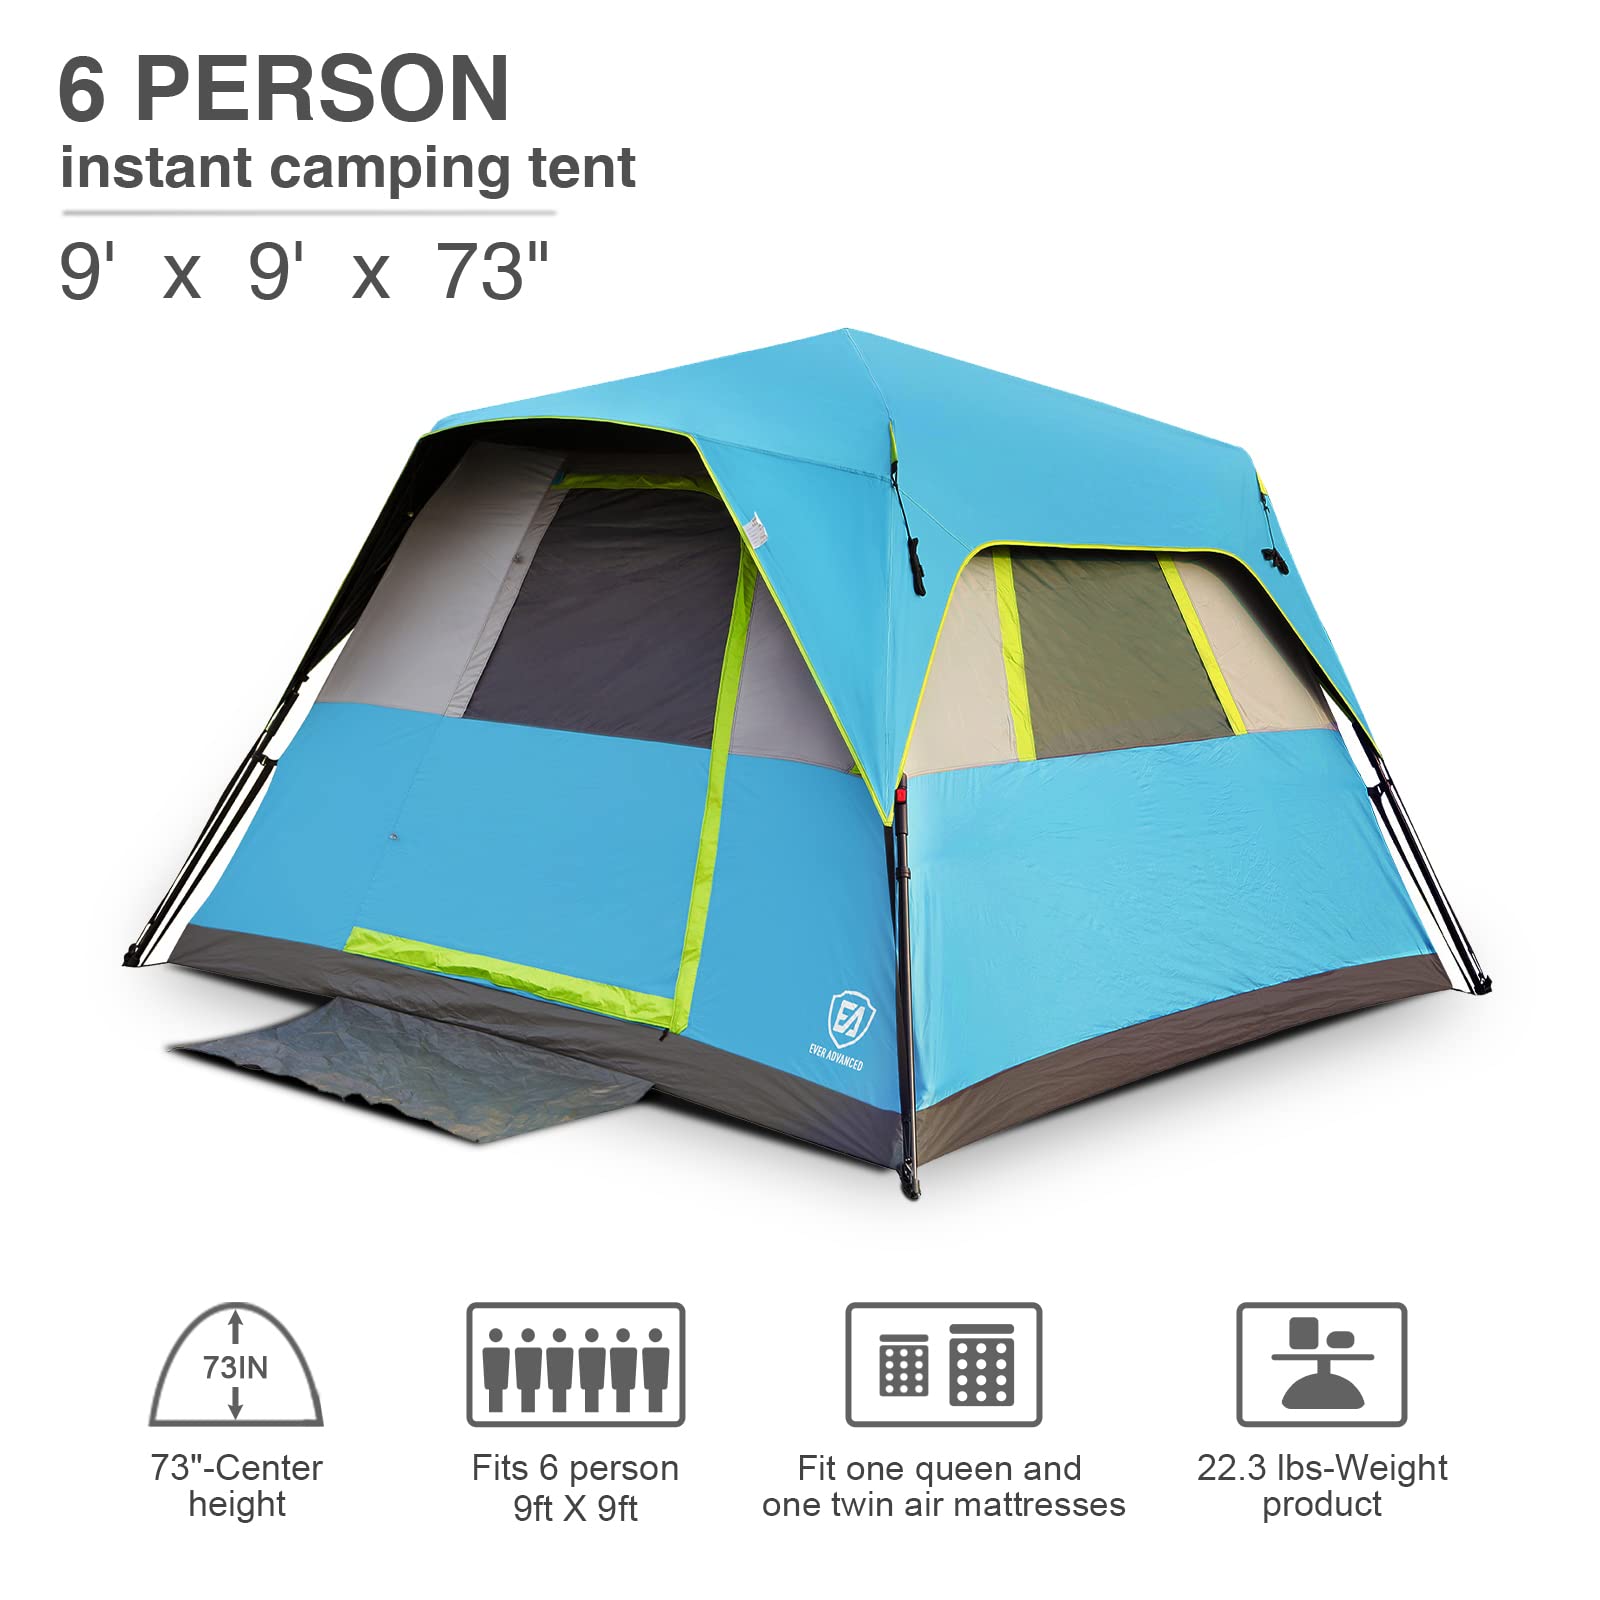 6 PERSON
instant camping tent
9' x 9' x 73"
EA
EVER ADVANCED
73IN
73"-Center
height
Fits 6 person
9ft X 9ft
Fit one queen and
one twin air mattresses
22.3 lbs-Weight
product